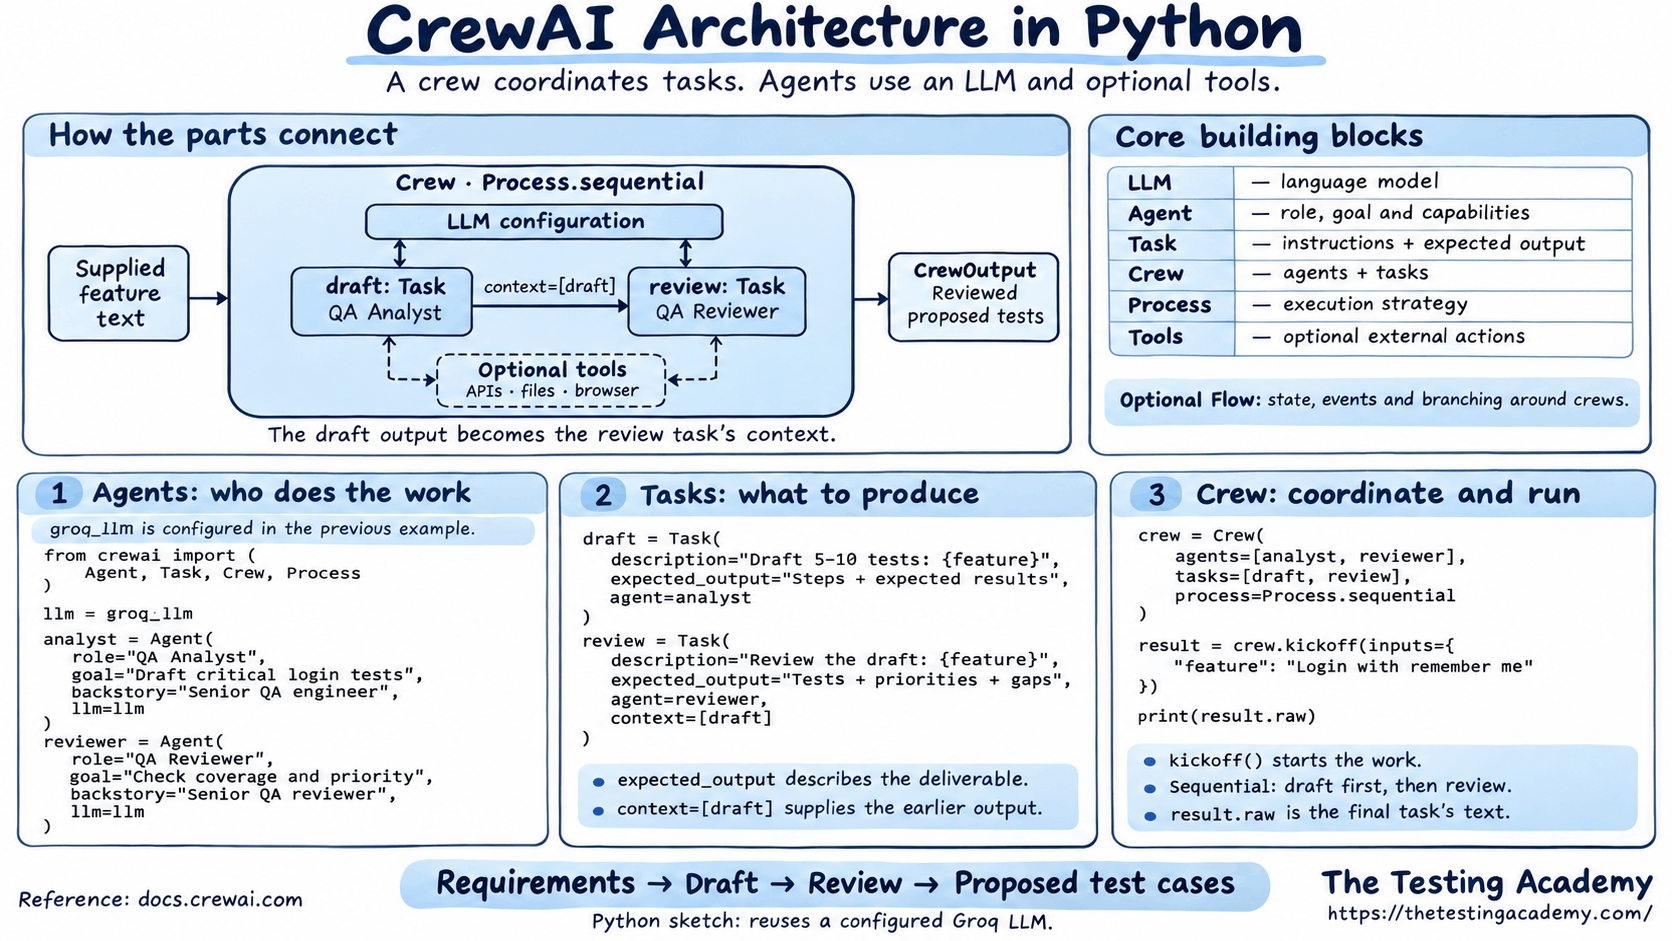 CrewAI Architecture in Python
A crew coordinates tasks. Agents use an LLM and optional tools.
How the parts connect
Crew · Process.sequential
LLM configuration
Supplied
feature
text
draft: Task
QA Analyst
context=[draft]
review: Task
QA Reviewer
CrewOutput
Reviewed
proposed tests
Optional tools
APIs · files · browser
The draft output becomes the review task's context.
Core building blocks
LLM — language model
Agent — role, goal and capabilities
Task — instructions + expected output
Crew — agents + tasks
Process — execution strategy
Tools — optional external actions
Optional Flow: state, events and branching around crews.
1 Agents: who does the work
groq_llm is configured in the previous example.
from crewai import (
    Agent, Task, Crew, Process
)
llm = groq_llm
analyst = Agent(
    role="QA Analyst",
    goal="Draft critical login tests",
    backstory="Senior QA engineer",
    llm=llm
)
reviewer = Agent(
    role="QA Reviewer",
    goal="Check coverage and priority",
    backstory="Senior QA reviewer",
    llm=llm
)
2 Tasks: what to produce
draft = Task(
    description="Draft 5–10 tests: {feature}",
    expected_output="Steps + expected results",
    agent=analyst
)
review = Task(
    description="Review the draft: {feature}",
    expected_output="Tests + priorities + gaps",
    agent=reviewer,
    context=[draft]
)
• expected_output describes the deliverable.
• context=[draft] supplies the earlier output.
3 Crew: coordinate and run
crew = Crew(
    agents=[analyst, reviewer],
    tasks=[draft, review],
    process=Process.sequential
)
result = crew.kickoff(inputs={
    "feature": "Login with remember me"
})
print(result.raw)
• kickoff() starts the work.
• Sequential: draft first, then review.
• result.raw is the final task's text.
Reference: docs.crewai.com
Requirements → Draft → Review → Proposed test cases
Python sketch: reuses a configured Groq LLM.
The Testing Academy
https://thetestingacademy.com/